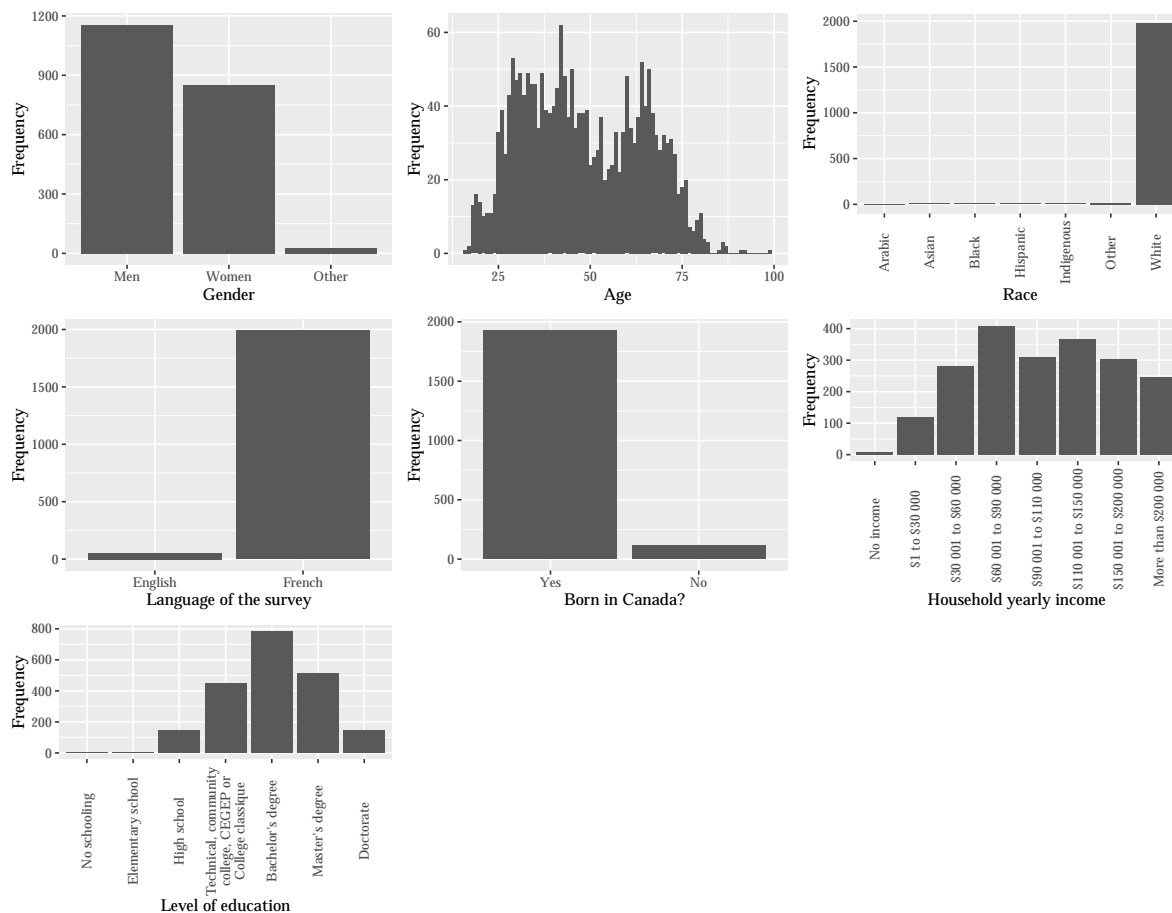 1200
900
600
300
0
Frequency
Men
Women
Other
Gender
60
40
20
0
Frequency
25
50
75
100
Age
2000
1500
1000
500
0
Frequency
Arabic
Asian
Black
Hispanic
Indigenous
Other
White
Race
2000
1500
1000
500
0
Frequency
English
French
Language of the survey
2000
1500
1000
500
0
Frequency
Yes
No
Born in Canada?
400
300
200
100
0
Frequency
No income
$1 to $30 000
$30 001 to $60 000
$60 001 to $90 000
$90 001 to $110 000
$110 001 to $150 000
$150 001 to $200 000
More than $200 000
Household yearly income
800
600
400
200
0
Frequency
No schooling
Elementary school
High school
Technical, community
college, CEGEP or
College classique
Bachelor's degree
Master's degree
Doctorate
Level of education